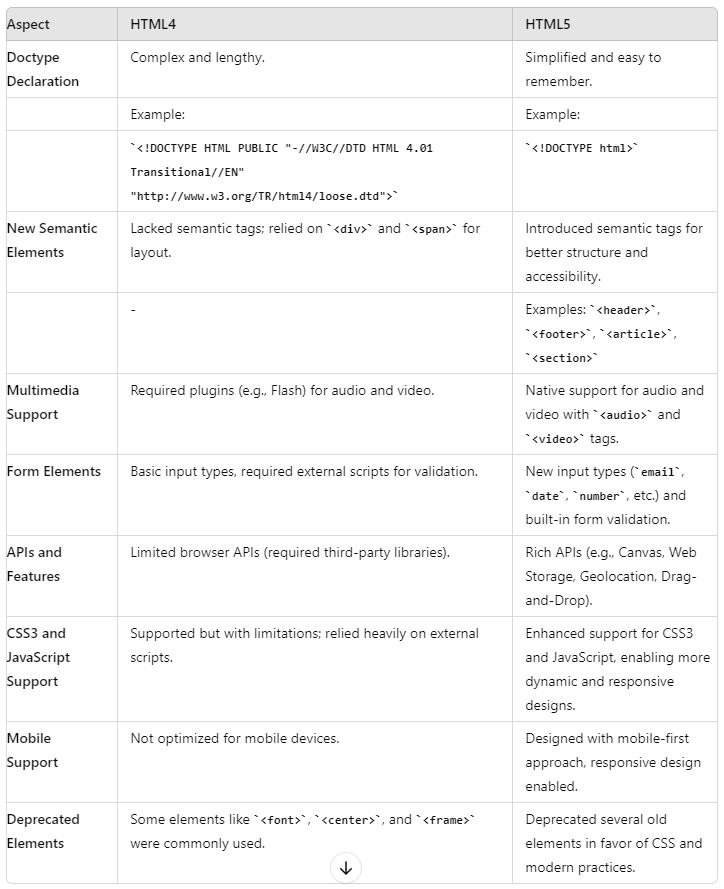 Aspect HTML4 HTML5
Doctype Complex and lengthy. Simplified and easy to
Declaration remember.
Example: Example:
`<!DOCTYPE HTML PUBLIC "-//W3C//DTD HTML 4.01 `<!DOCTYPE html>`
Transitional//EN"
"http://www.w3.org/TR/html4/loose.dtd">`
New Semantic Lacked semantic tags; relied on `<div>` and `<span>` for Introduced semantic tags for
Elements layout. better structure and
accessibility.
- Examples: `<header>`,
`<footer>`, `<article>`,
`<section>`
Multimedia Required plugins (e.g., Flash) for audio and video. Native support for audio and
Support video with `<audio>` and
`<video>` tags.
Form Elements Basic input types, required external scripts for validation. New input types (`email`,
`date`, `number`, etc.) and
built-in form validation.
APIs and Limited browser APIs (required third-party libraries). Rich APIs (e.g., Canvas, Web
Features Storage, Geolocation, Drag-
and-Drop).
CSS3 and Supported but with limitations; relied heavily on external Enhanced support for CSS3
JavaScript scripts. and JavaScript, enabling more
Support dynamic and responsive
designs.
Mobile Not optimized for mobile devices. Designed with mobile-first
Support approach, responsive design
enabled.
Deprecated Some elements like `<font>`, `<center>`, and `<frame>` Deprecated several old
Elements were commonly used. elements in favor of CSS and
modern practices.